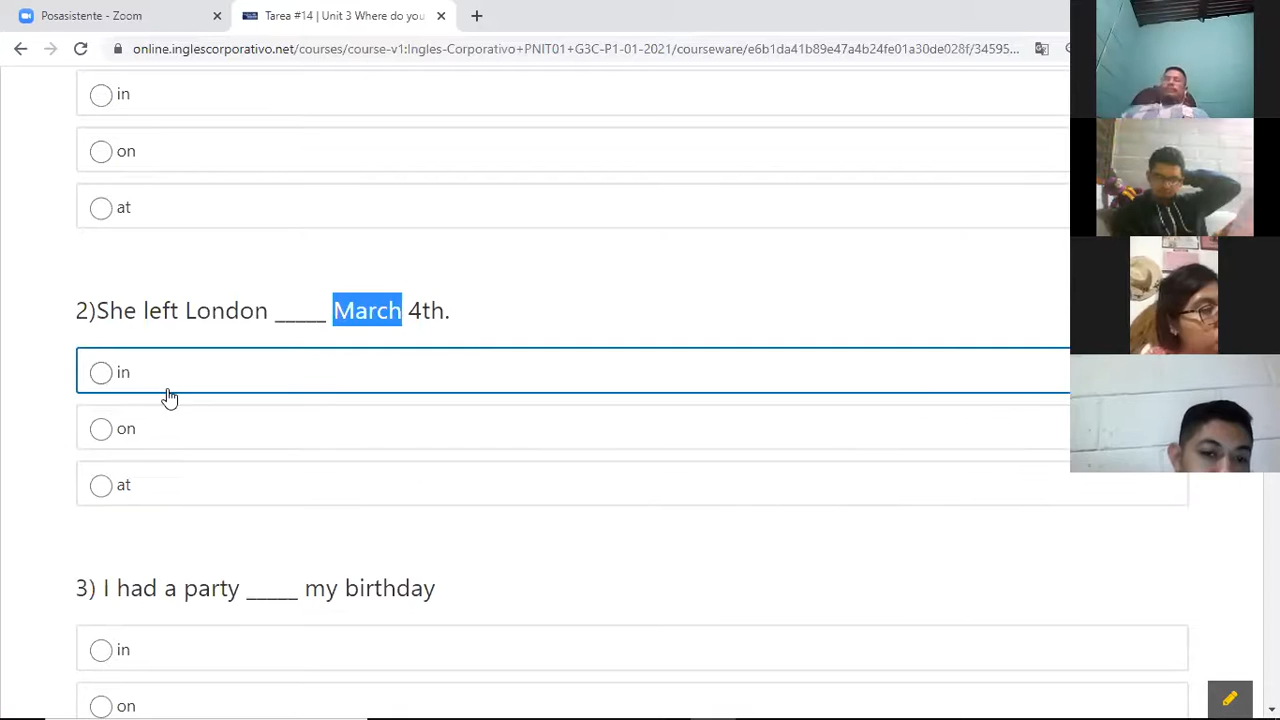 Posasistente - Zoom
Tarea #14 | Unit 3 Where do you
online.inglescorporativo.net/courses/course-v1:Ingles-Corporativo+PNIT01+G3C-P1-01-2021/courseware/e6b1da41b89e47a4b24fe01a30de028f/34595...
in
on
at
2)She left London _____ March 4th.
in
on
at
3) I had a party _____ my birthday
in
on